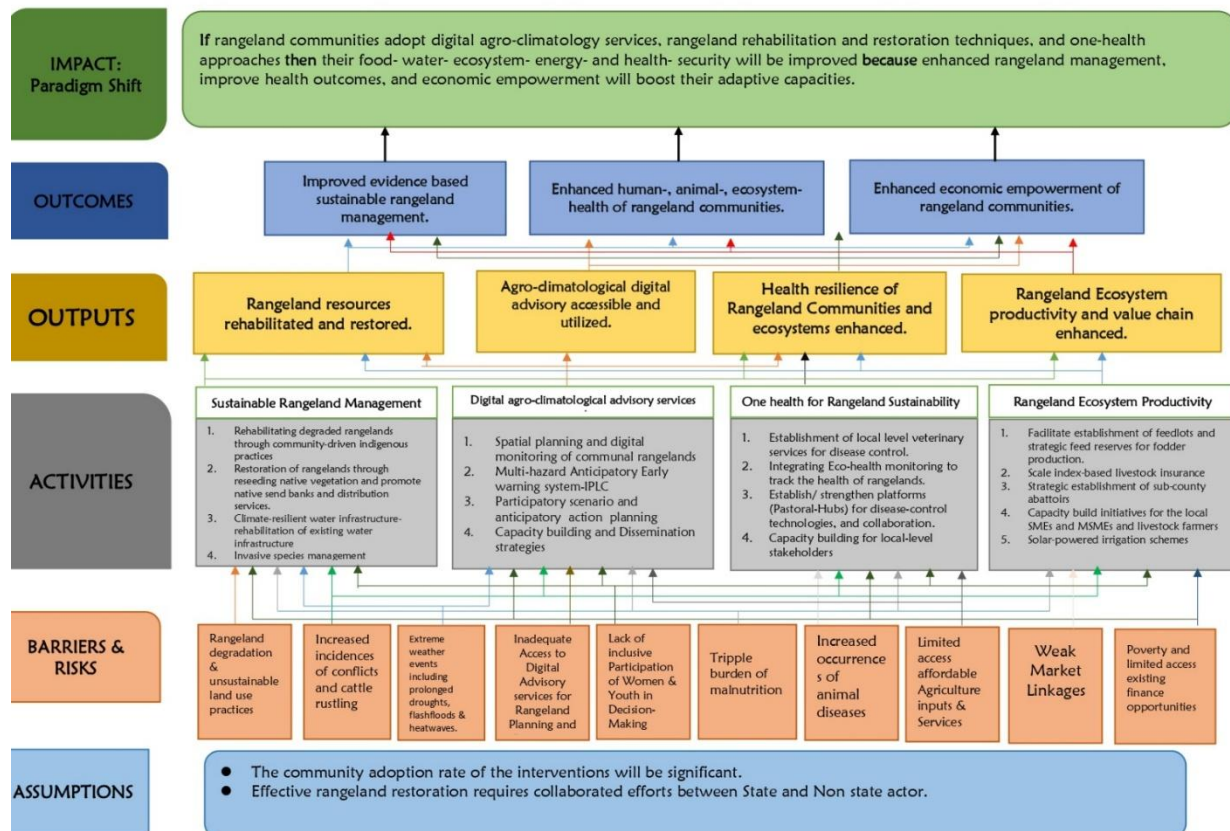 IMPACT:
Paradigm Shift
If rangeland communities adopt digital agro-climatology services, rangeland rehabilitation and restoration techniques, and one-health
approaches then their food- water- ecosystem- energy- and health- security will be improved because enhanced rangeland management,
improve health outcomes, and economic empowerment will boost their adaptive capacities.
OUTCOMES
Improved evidence based
sustainable rangeland
management.
Enhanced human-, animal-, ecosystem-
health of rangeland communities.
Enhanced economic empowerment of
rangeland communities.
OUTPUTS
Rangeland resources
rehabilitated and restored.
Agro-climatological digital
advisory accessible and
utilized.
Health resilience of
Rangeland Communities and
ecosystems enhanced.
Rangeland Ecosystem
productivity and value chain
enhanced.
ACTIVITIES
Sustainable Rangeland Management
1. Rehabilitating degraded rangelands
through community-driven indigenous
practices
2. Restoration of rangelands through
reseeding native vegetation and promote
native send banks and distribution
services.
3. Climate-resilient water infrastructure-
rehabilitation of existing water
infrastructure
4. Invasive species management
Digital agro-climatological advisory services
1. Spatial planning and digital
monitoring of communal rangelands
2. Multi-hazard Anticipatory Early
warning system-IPLC
3. Participatory scenario and
anticipatory action planning
4. Capacity building and Dissemination
strategies
One health for Rangeland Sustainability
1. Establishment of local level veterinary
services for disease control.
2. Integrating Eco-health monitoring to
track the health of rangelands.
3. Establish/ strengthen platforms
(Pastoral-Hubs) for disease-control
technologies, and collaboration.
4. Capacity building for local-level
stakeholders
Rangeland Ecosystem Productivity
1. Facilitate establishment of feedlots and
strategic feed reserves for fodder
production.
2. Scale index-based livestock insurance
3. Strategic establishment of sub-county
abattoirs
4. Capacity build initiatives for the local
SMEs and MSMEs and livestock farmers
5. Solar-powered irrigation schemes
BARRIERS &
RISKS
Rangeland
degradation
&
unsustainable
land use
practices
Increased
incidences
of conflicts
and cattle
rustling
Extreme
weather
events
including
prolonged
droughts,
flashfloods &
heatwaves.
Inadequate
Access to
Digital
Advisory
services for
Rangeland
Planning and
Lack of
inclusive
Participation
of Women &
Youth in
Decision-
Making
Tripple
burden of
malnutrition
Increased
occurrence
s of
animal
diseases
Limited
access
affordable
Agriculture
inputs &
Services
Weak
Market
Linkages
Poverty and
limited access
existing
finance
opportunities
ASSUMPTIONS
● The community adoption rate of the interventions will be significant.
● Effective rangeland restoration requires collaborated efforts between State and Non state actor.